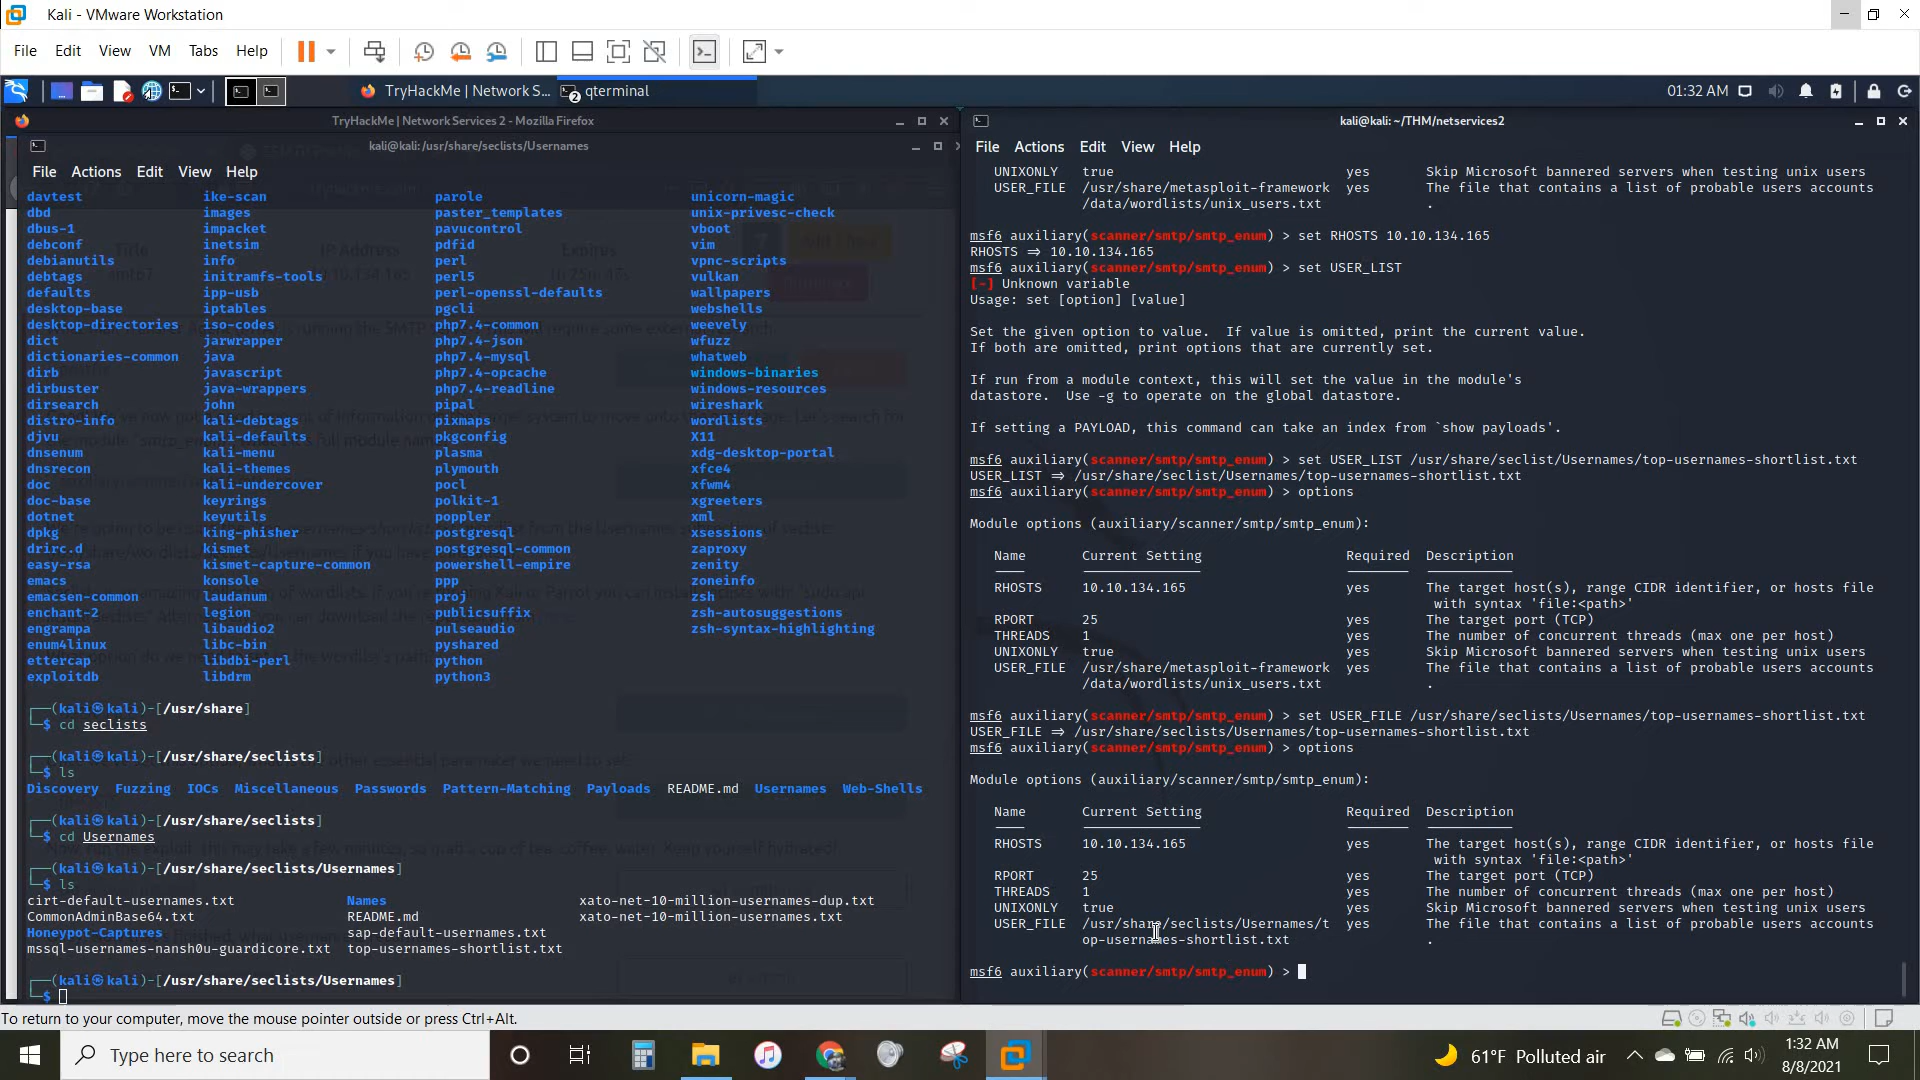 Kali - VMware Workstation
File Edit View VM Tabs Help
TryHackMe | Network S... qterminal 01:32 AM
TryHackMe | Network Services 2 - Mozilla Firefox
kali@kali: /usr/share/seclists/Usernames
File Actions Edit View Help
davtest ike-scan parole unicorn-magic
dbd images paster_templates unix-privesc-check
dbus-1 impacket pavucontrol vboot
debconf inetsim pdfid vim
debianutils info perl vpnc-scripts
debtags initramfs-tools perl5 vulkan
defaults ipp-usb perl-openssl-defaults wallpapers
desktop-base iptables pgcli webshells
desktop-directories iso-codes php7.4-common weevely
dict jarwrapper php7.4-json wfuzz
dictionaries-common java php7.4-mysql whatweb
dirb javascript php7.4-opcache windows-binaries
dirbuster java-wrappers php7.4-readline windows-resources
dirsearch john pipal wireshark
distro-info kali-debtags pixmaps wordlists
djvu kali-defaults pkgconfig X11
dnsenum kali-menu plasma xdg-desktop-portal
dnsrecon kali-themes plymouth xfce4
doc kali-undercover pocl xfwm4
doc-base keyrings polkit-1 xgreeters
dotnet keyutils poppler xml
dpkg king-phisher postgresql xsessions
drirc.d kismet postgresql-common zaproxy
easy-rsa kismet-capture-common powershell-empire zenity
emacs konsole ppp zoneinfo
emacsen-common laudanum proj zsh
enchant-2 legion publicsuffix zsh-autosuggestions
engrampa libaudio2 pulseaudio zsh-syntax-highlighting
enum4linux libc-bin pyshared
ettercap libdbi-perl python
exploitdb libdrm python3
┌──(kali㉿kali)-[/usr/share]
└─$ cd seclists
┌──(kali㉿kali)-[/usr/share/seclists]
└─$ ls
Discovery Fuzzing IOCs Miscellaneous Passwords Pattern-Matching Payloads README.md Usernames Web-Shells
┌──(kali㉿kali)-[/usr/share/seclists]
└─$ cd Usernames
┌──(kali㉿kali)-[/usr/share/seclists/Usernames]
└─$ ls
cirt-default-usernames.txt Names xato-net-10-million-usernames-dup.txt
CommonAdminBase64.txt README.md xato-net-10-million-usernames.txt
Honeypot-Captures sap-default-usernames.txt
mssql-usernames-nansh0u-guardicore.txt top-usernames-shortlist.txt
┌──(kali㉿kali)-[/usr/share/seclists/Usernames]
└─$
kali@kali: ~/THM/netservices2
File Actions Edit View Help
UNIXONLY true yes Skip Microsoft bannered servers when testing unix users
USER_FILE /usr/share/metasploit-framework yes The file that contains a list of probable users accounts
/data/wordlists/unix_users.txt .
msf6 auxiliary(scanner/smtp/smtp_enum) > set RHOSTS 10.10.134.165
RHOSTS => 10.10.134.165
msf6 auxiliary(scanner/smtp/smtp_enum) > set USER_LIST
[-] Unknown variable
Usage: set [option] [value]
Set the given option to value. If value is omitted, print the current value.
If both are omitted, print options that are currently set.
If run from a module context, this will set the value in the module's
datastore. Use -g to operate on the global datastore.
If setting a PAYLOAD, this command can take an index from `show payloads'.
msf6 auxiliary(scanner/smtp/smtp_enum) > set USER_LIST /usr/share/seclist/Usernames/top-usernames-shortlist.txt
USER_LIST => /usr/share/seclist/Usernames/top-usernames-shortlist.txt
msf6 auxiliary(scanner/smtp/smtp_enum) > options
Module options (auxiliary/scanner/smtp/smtp_enum):
Name Current Setting Required Description
RHOSTS 10.10.134.165 yes The target host(s), range CIDR identifier, or hosts file
with syntax 'file:<path>'
RPORT 25 yes The target port (TCP)
THREADS 1 yes The number of concurrent threads (max one per host)
UNIXONLY true yes Skip Microsoft bannered servers when testing unix users
USER_FILE /usr/share/metasploit-framework yes The file that contains a list of probable users accounts
/data/wordlists/unix_users.txt .
msf6 auxiliary(scanner/smtp/smtp_enum) > set USER_FILE /usr/share/seclists/Usernames/top-usernames-shortlist.txt
USER_FILE => /usr/share/seclists/Usernames/top-usernames-shortlist.txt
msf6 auxiliary(scanner/smtp/smtp_enum) > options
Module options (auxiliary/scanner/smtp/smtp_enum):
Name Current Setting Required Description
RHOSTS 10.10.134.165 yes The target host(s), range CIDR identifier, or hosts file
with syntax 'file:<path>'
RPORT 25 yes The target port (TCP)
THREADS 1 yes The number of concurrent threads (max one per host)
UNIXONLY true yes Skip Microsoft bannered servers when testing unix users
USER_FILE /usr/share/seclists/Usernames/t yes The file that contains a list of probable users accounts
op-usernames-shortlist.txt .
msf6 auxiliary(scanner/smtp/smtp_enum) >
To return to your computer, move the mouse pointer outside or press Ctrl+Alt.
Type here to search
61°F Polluted air
1:32 AM
8/8/2021